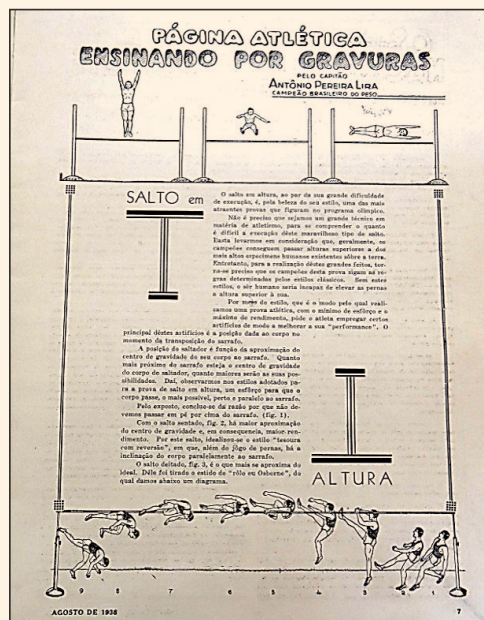 PÁGINA ATLÉTICA
ENSINANDO POR GRAVURAS
PELO CAPITÃO
ANTÔNIO PEREIRA LIRA
CAMPEÃO BRASILEIRO DO PESO
SALTO em
O salto em altura, ao par da sua grande dificuldade
de execução, é, pela beleza do seu estilo, uma das mais
atraentes provas que figuram no programa olímpico.
Não é preciso que sejamos um grande técnico em
matéria de atletismo, para se compreender o quanto
é difícil a execução dêste maravilhoso tipo de salto.
Basta levarmos em consideração que, geralmente, os
campeões conseguem passar alturas superiores a dos
mais altos especimens humanos existentes sôbre a terra.
Entretanto, para a realização dêstes grandes feitos, tor-
na-se preciso que os campeões desta prova sigam as re-
gras determinadas pelos estilos clássicos. Sem estes
estilos, o ser humano seria incapas de elevar as pernas
a altura superior à sua.
Por meio do estilo, que é o modo pelo qual reali-
samos uma prova atlética, com o mínimo de esfôrço e o
máximo de rendimento, póde o atleta empregar certos
artifícios de modo a melhorar a sua "performance". O
principal dêstes artifícios é a posição dada ao corpo no
momento da transposição do sarrafo.
A posição do saltador é função da aproximação do
centro de gravidade do seu corpo ao sarrafo. Quanto
mais próximo do sarrafo esteja o centro de gravidade
do corpo do saltador, quanto maiores serão as suas pos-
sibilidades. Daí, observarmos nos estilos adotados pa-
ra a prova de salto em altura, um esfôrço para que o
corpo passe, o mais possivel, perto e paralelo ao sarrafo.
Pelo exposto, conclue-se da razão por que não de-
vemos passar em pé por cima do sarrafo. (fig. 1).
Com o salto sentado, fig. 2, há maior aproximação
do centro de gravidade e, em consequencia, maior ren-
dimento. Por este salto, idealizou-se o estilo "tesoura
com reversão", em que, além do jôgo de pernas, há a
inclinação do corpo paralelamente ao sarrafo.
O salto deitado, fig. 3, é o que mais se aproxima do
ideal. Dêle foi tirado o estilo de "rôlo ou Osborne", do
qual damos abaixo um diagrama.
ALTURA
9 8 7 6 5 4 3 2 1
AGOSTO DE 1938
7